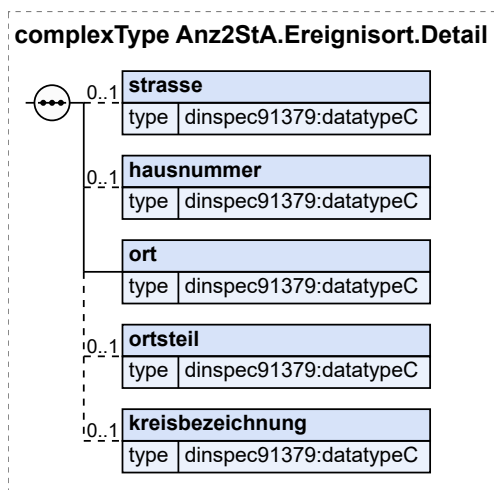 complexType Anz2StA.Ereignisort.Detail
0..1 strasse
type dinspec91379:datatypeC
0..1 hausnummer
type dinspec91379:datatypeC
ort
type dinspec91379:datatypeC
0..1 ortsteil
type dinspec91379:datatypeC
0..1 kreisbezeichnung
type dinspec91379:datatypeC